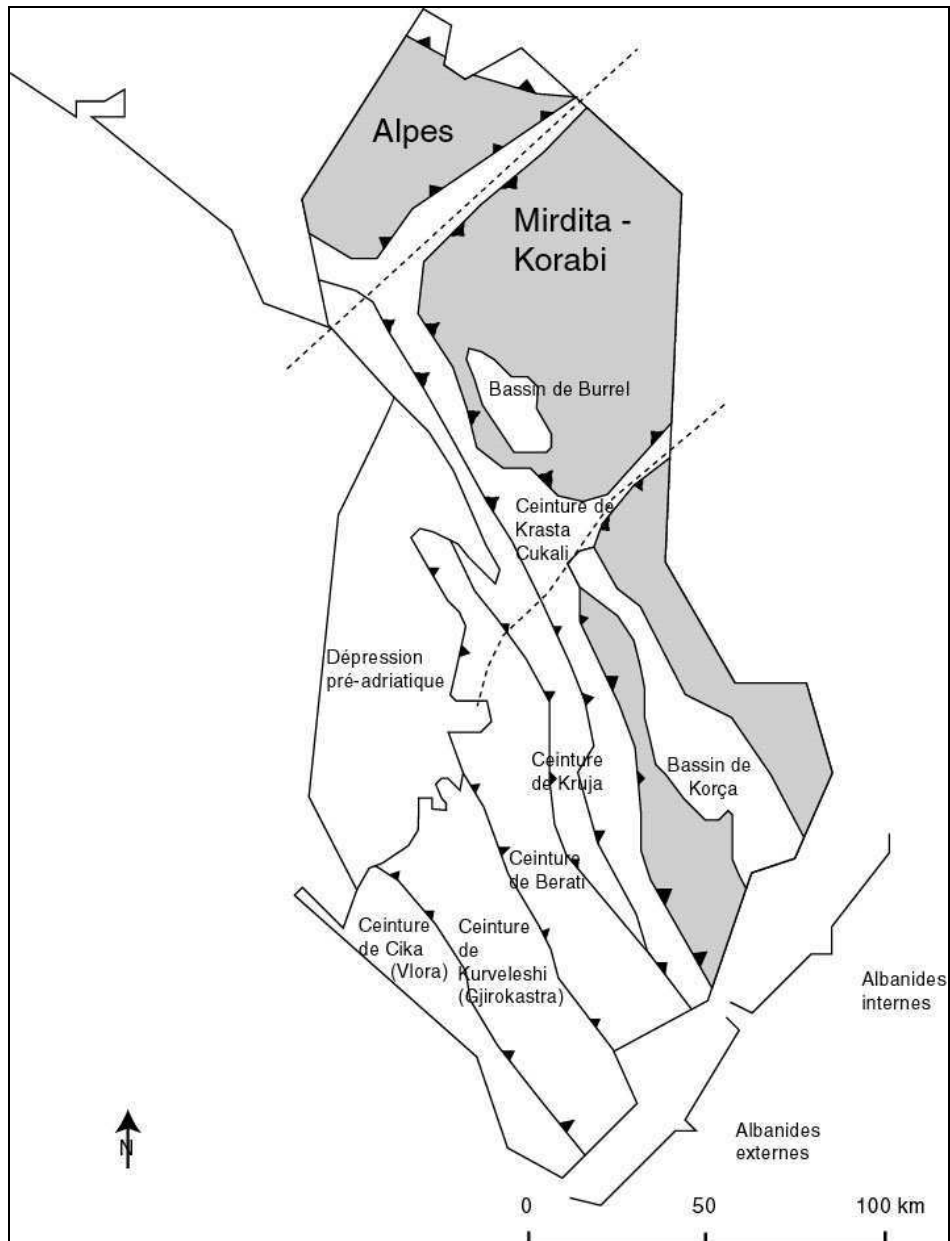 Alpes
Mirdita -
Korabi
Bassin de Burrel
Ceinture de
Krasta
Cukali
Dépression
pré-adriatique
Ceinture
de Kruja
Bassin de
Korça
Ceinture
de Berati
Ceinture
de Cika
(Vlora)
Ceinture
de
Kurveleshi
(Gjirokastra)
Albanides
internes
Albanides
externes
N
0 50 100 km